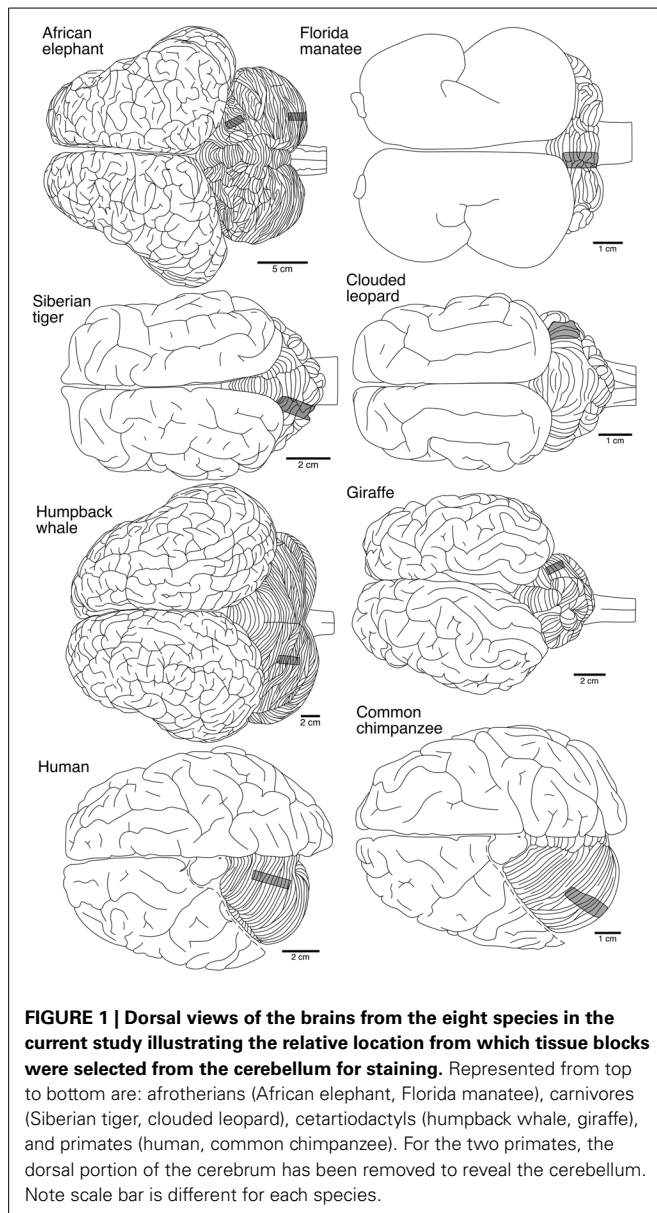 African
elephant
Florida
manatee
5 cm
1 cm
Siberian
tiger
Clouded
leopard
2 cm
1 cm
Humpback
whale
Giraffe
2 cm
2 cm
Human
Common
chimpanzee
2 cm
1 cm
FIGURE 1 | Dorsal views of the brains from the eight species in the
current study illustrating the relative location from which tissue blocks
were selected from the cerebellum for staining. Represented from top
to bottom are: afrotherians (African elephant, Florida manatee), carnivores
(Siberian tiger, clouded leopard), cetartiodactyls (humpback whale, giraffe),
and primates (human, common chimpanzee). For the two primates, the
dorsal portion of the cerebrum has been removed to reveal the cerebellum.
Note scale bar is different for each species.